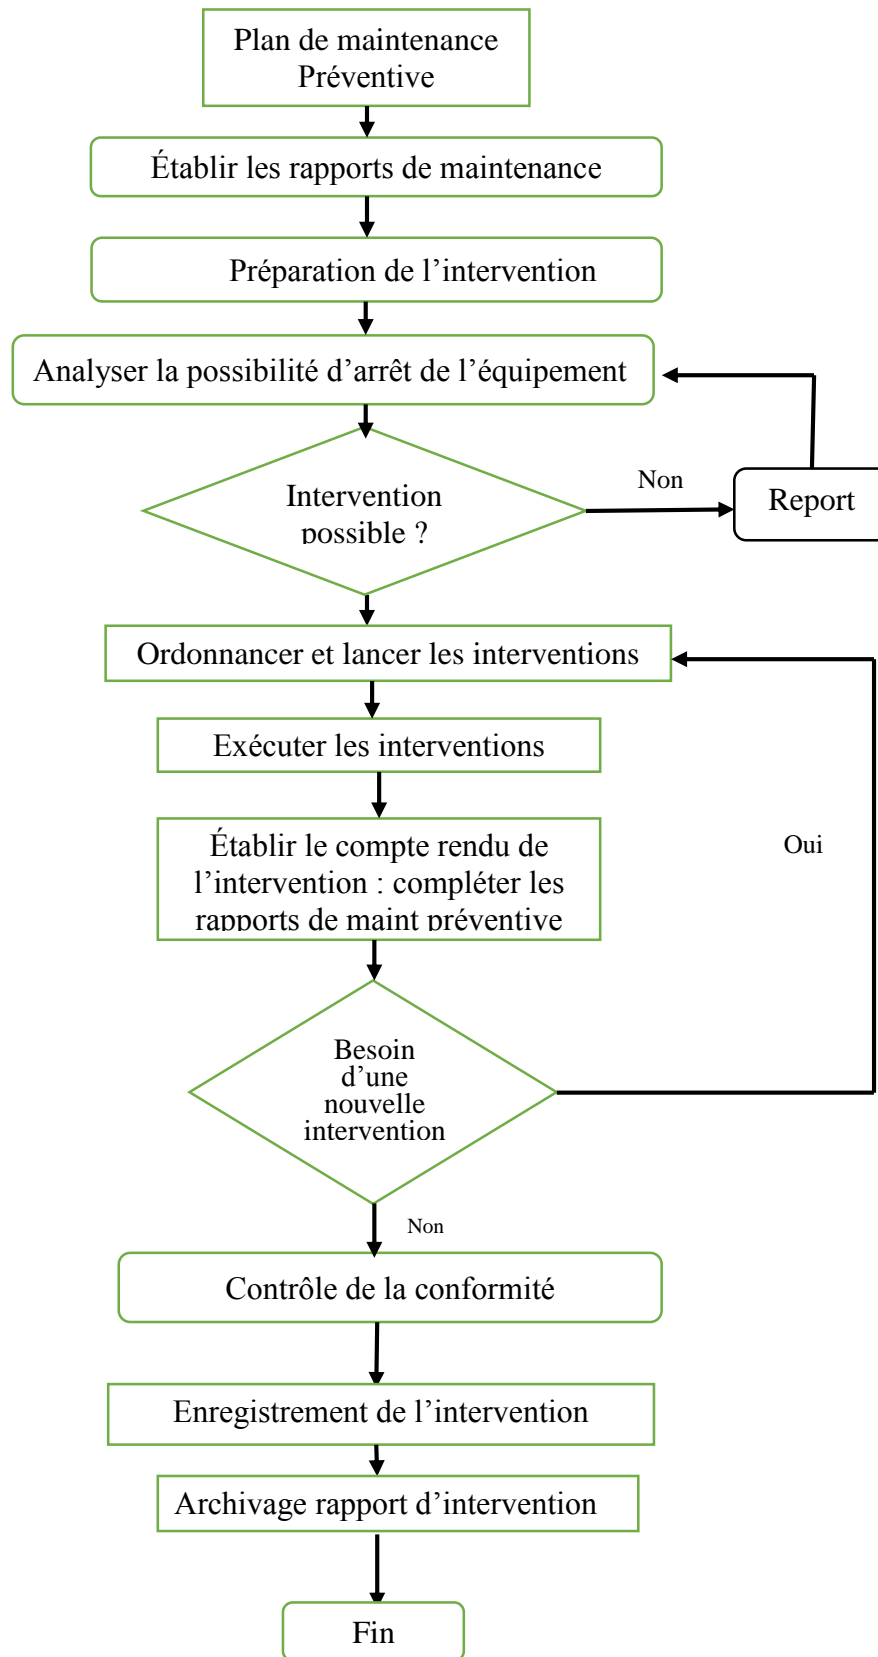 Plan de maintenance
Préventive
Établir les rapports de maintenance
Préparation de l’intervention
Analyser la possibilité d’arrêt de l’équipement
Intervention
possible ?
Non
Report
Ordonnancer et lancer les interventions
Exécuter les interventions
Établir le compte rendu de
l’intervention : compléter les
rapports de maint préventive
Oui
Besoin
d’une
nouvelle
intervention
Non
Contrôle de la conformité
Enregistrement de l’intervention
Archivage rapport d’intervention
Fin